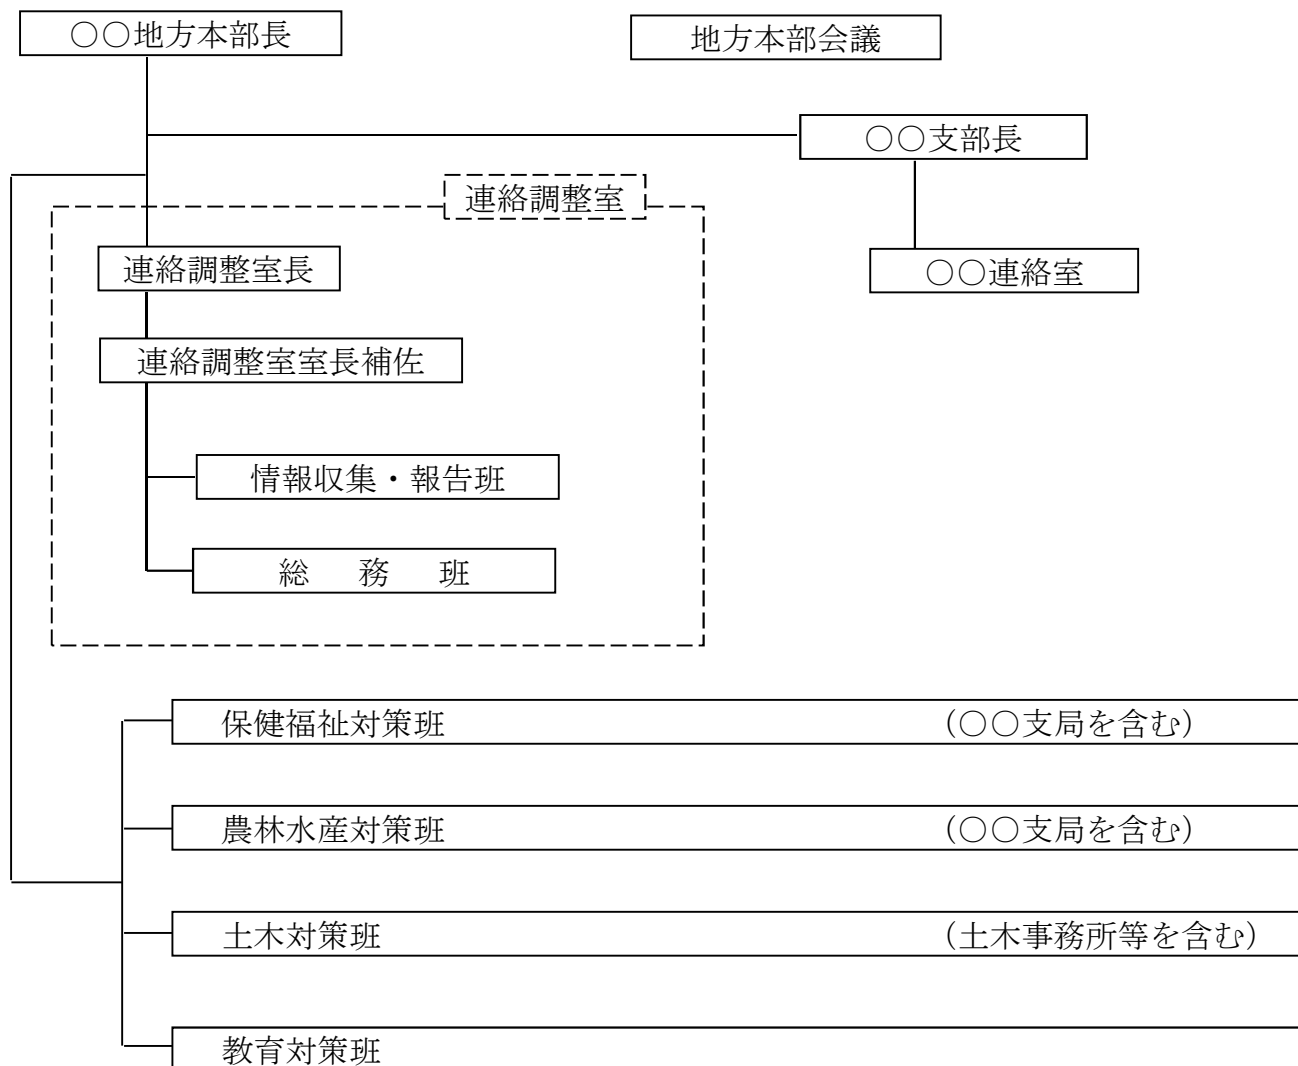 ○○地方本部長
地方本部会議
○○支部長
連絡調整室
連絡調整室長
○○連絡室
連絡調整室室長補佐
情報収集・報告班
総　務　班
保健福祉対策班 （○○支局を含む）
農林水産対策班 （○○支局を含む）
土木対策班 （土木事務所等を含む）
教育対策班